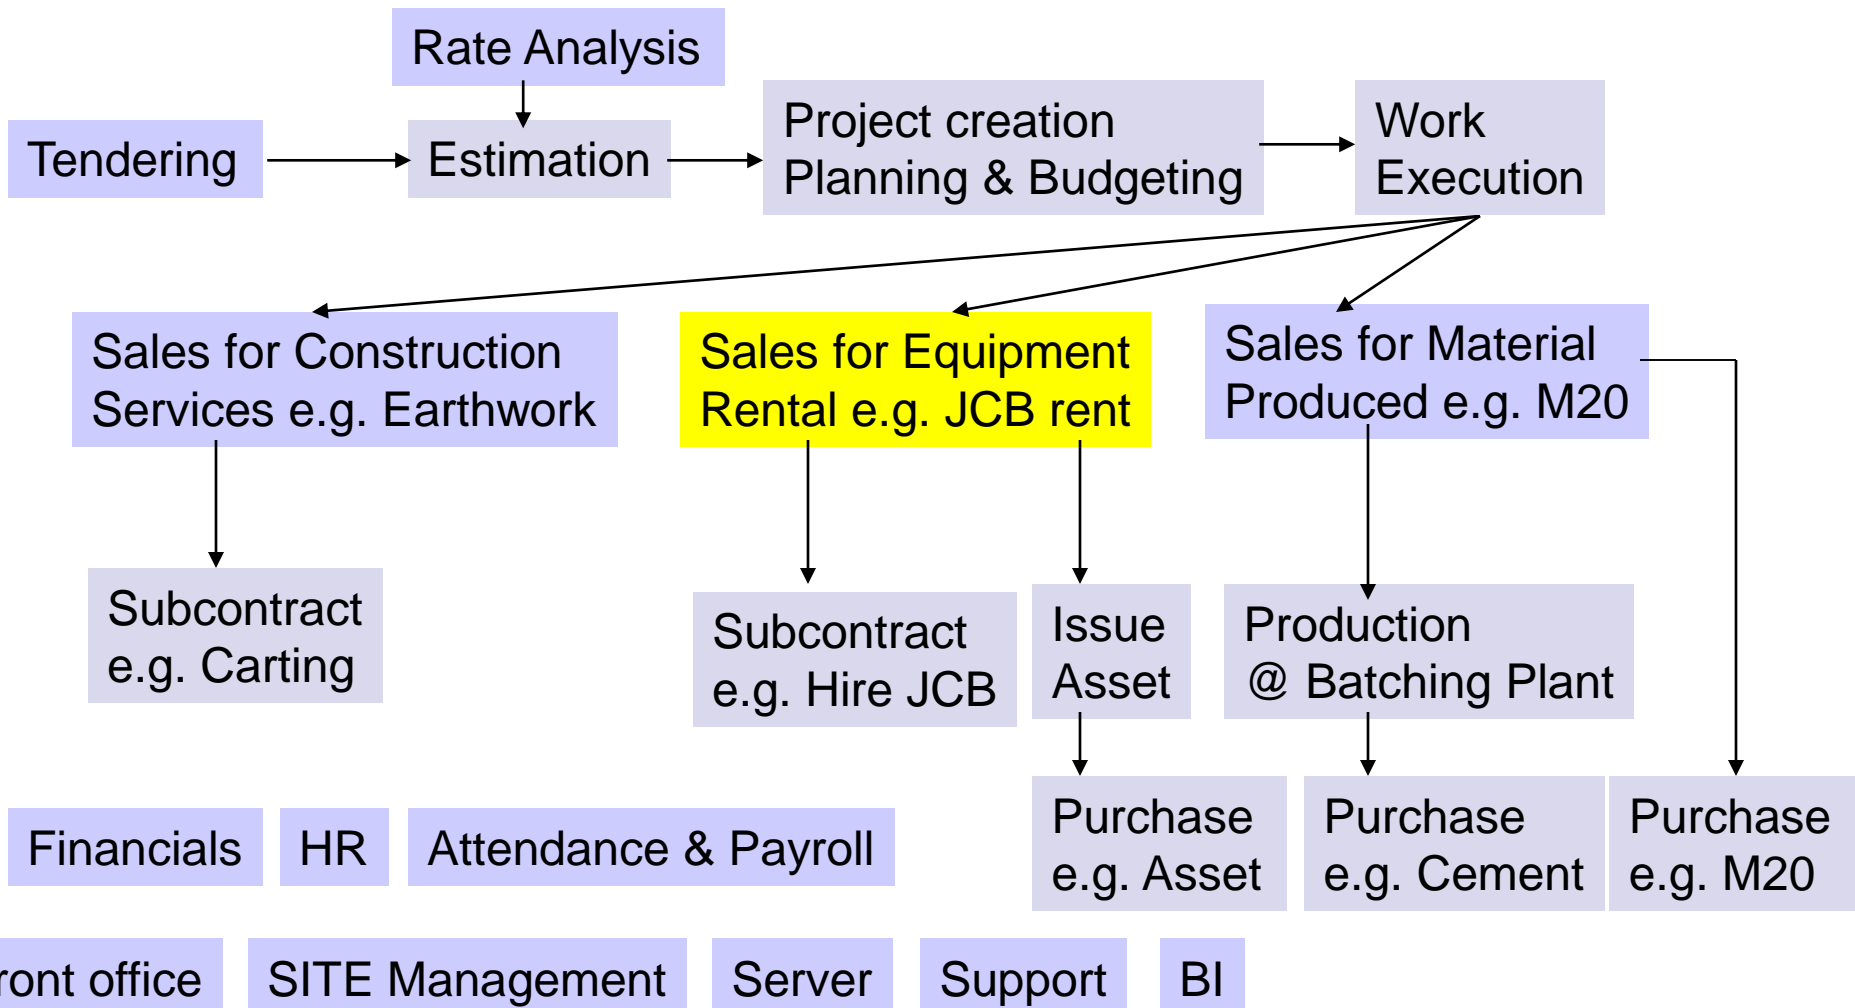 Rate Analysis
Tendering
Estimation
Project creation
Planning & Budgeting
Work
Execution
Sales for Construction
Services e.g. Earthwork
Sales for Equipment
Rental e.g. JCB rent
Sales for Material
Produced e.g. M20
Subcontract
e.g. Carting
Subcontract
e.g. Hire JCB
Issue
Asset
Production
@ Batching Plant
Purchase
e.g. Asset
Purchase
e.g. Cement
Purchase
e.g. M20
Financials
HR
Attendance & Payroll
ront office
SITE Management
Server
Support
BI